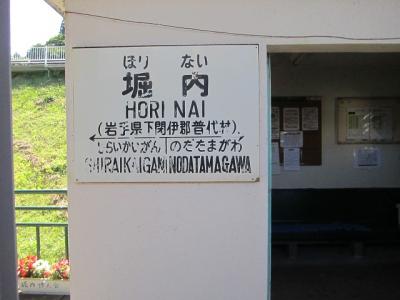 ほり ない
堀内
HORI NAI
(岩手県下閉伊郡普代村)
しらいかいがん のだたまがわ
SHIRAIKAIGAN NODATAMAGAWA